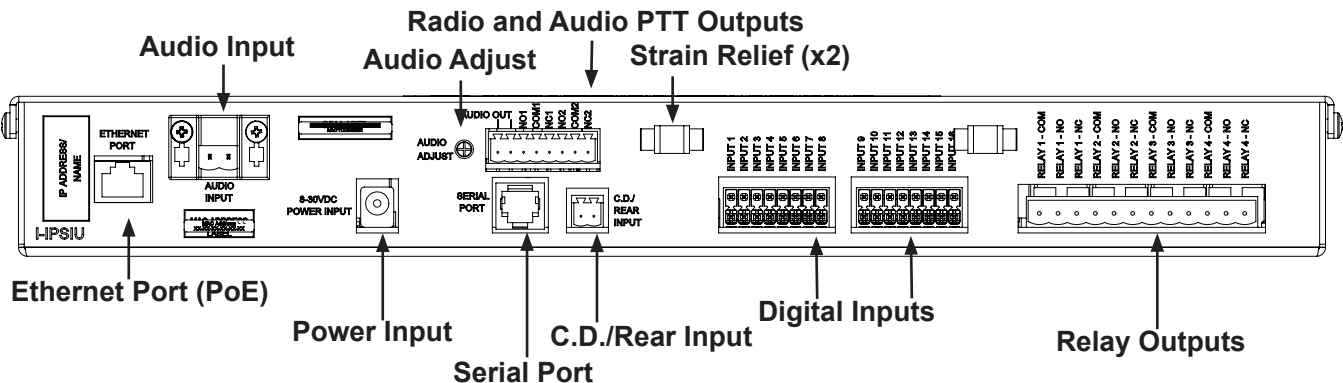 Radio and Audio PTT Outputs
Audio Input
Audio Adjust
Strain Relief (x2)
IP ADDRESS/
NAME
ETHERNET
PORT
AUDIO
INPUT
LABEL
I-IPSIU
8-30VDC
POWER INPUT
AUDIO
ADJUST
AUDIO OUT
NO1
COM1
NC1
NO2
COM2
NC2
SERIAL
PORT
C.D./
REAR
INPUT
INPUT 1
INPUT 2
INPUT 3
INPUT 4
INPUT 5
INPUT 6
INPUT 7
INPUT 8
INPUT 9
INPUT 10
INPUT 11
INPUT 12
INPUT 13
INPUT 14
INPUT 15
INPUT 16
RELAY 1 - COM
RELAY 1 - NO
RELAY 1 - NC
RELAY 2 - COM
RELAY 2 - NO
RELAY 2 - NC
RELAY 3 - COM
RELAY 3 - NO
RELAY 3 - NC
RELAY 4 - COM
RELAY 4 - NO
RELAY 4 - NC
Ethernet Port (PoE)
Power Input
Serial Port
C.D./Rear Input
Digital Inputs
Relay Outputs